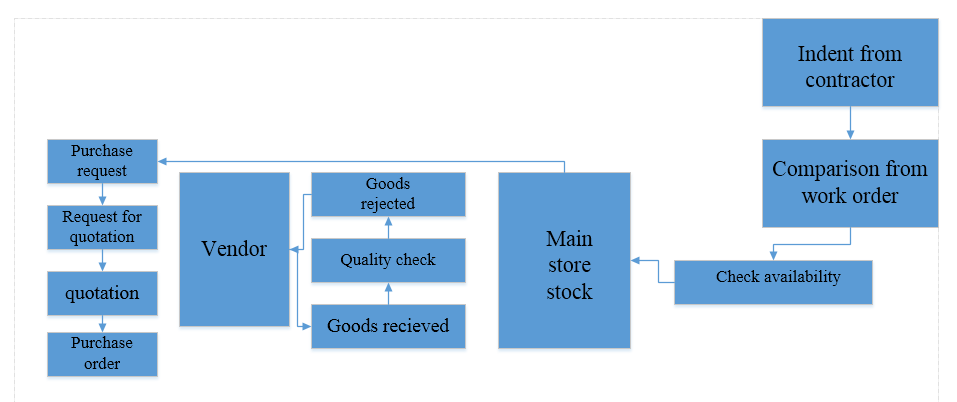 Indent from
contractor
Comparison from
work order
Check availability
Main
store
stock
Purchase
request
Request for
quotation
quotation
Purchase
order
Vendor
Goods
rejected
Quality check
Goods recieved